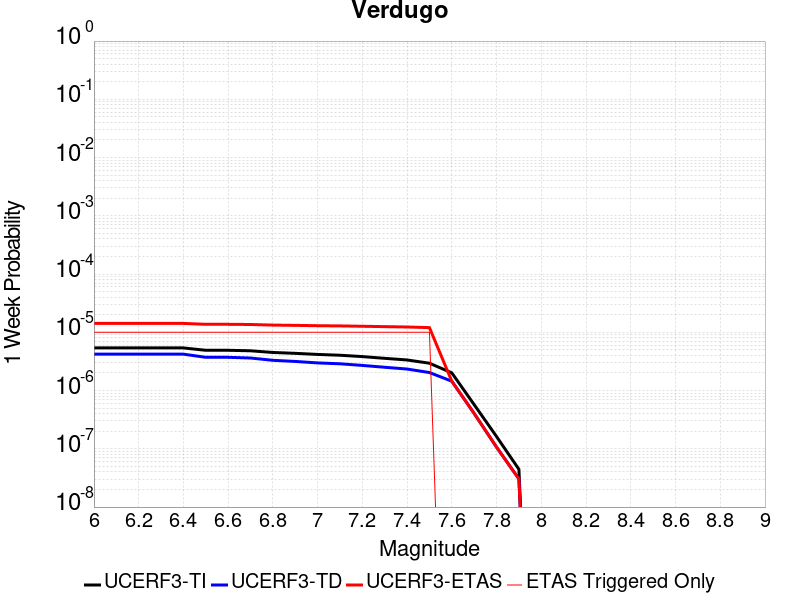 Verdugo
10^0
10^-1
10^-2
10^-3
10^-4
10^-5
10^-6
10^-7
10^-8
1 Week Probability
6 6.2 6.4 6.6 6.8 7 7.2 7.4 7.6 7.8 8 8.2 8.4 8.6 8.8 9
Magnitude
UCERF3-TI UCERF3-TD UCERF3-ETAS ETAS Triggered Only